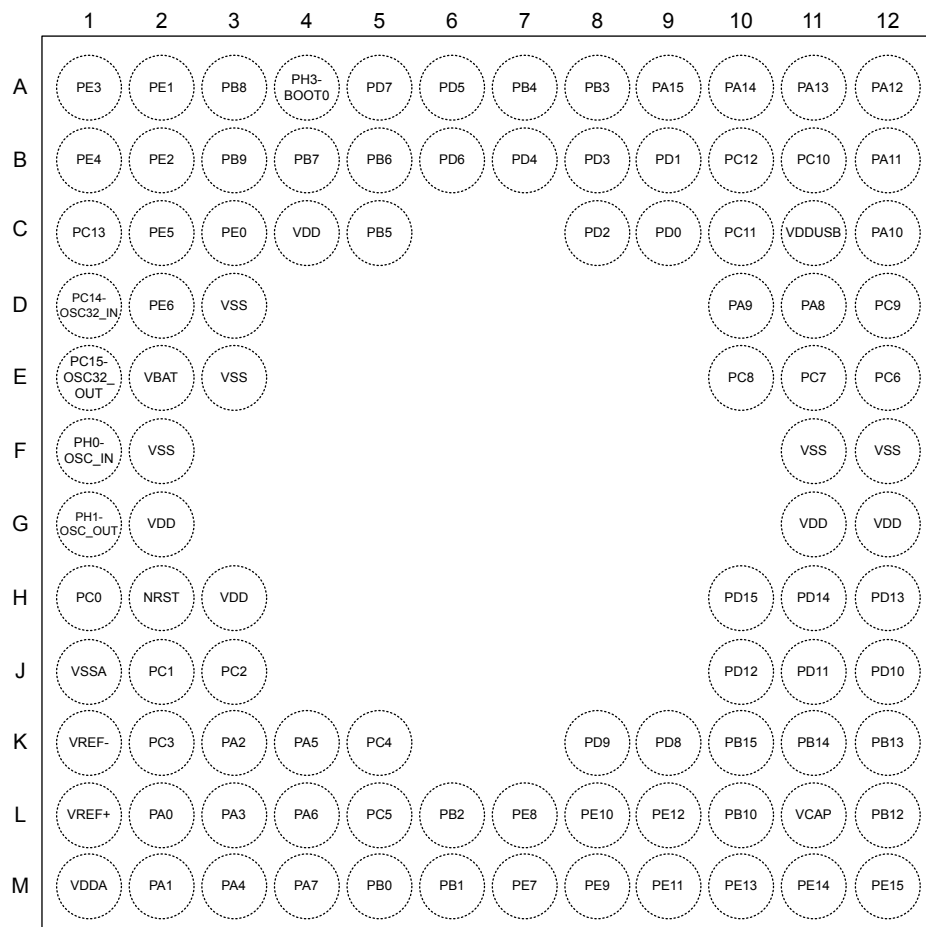 1 2 3 4 5 6 7 8 9 10 11 12
A PE3 PE1 PB8 PH3-BOOT0 PD7 PD5 PB4 PB3 PA15 PA14 PA13 PA12
B PE4 PE2 PB9 PB7 PB6 PD6 PD4 PD3 PD1 PC12 PC10 PA11
C PC13 PE5 PE0 VDD PB5 PD2 PD0 PC11 VDDUSB PA10
D PC14-OSC32_IN PE6 VSS PA9 PA8 PC9
E PC15-OSC32_OUT VBAT VSS PC8 PC7 PC6
F PH0-OSC_IN VSS VSS VSS
G PH1-OSC_OUT VDD VDD VDD
H PC0 NRST VDD PD15 PD14 PD13
J VSSA PC1 PC2 PD12 PD11 PD10
K VREF- PC3 PA2 PA5 PC4 PD9 PD8 PB15 PB14 PB13
L VREF+ PA0 PA3 PA6 PC5 PB2 PE8 PE10 PE12 PB10 VCAP PB12
M VDDA PA1 PA4 PA7 PB0 PB1 PE7 PE9 PE11 PE13 PE14 PE15